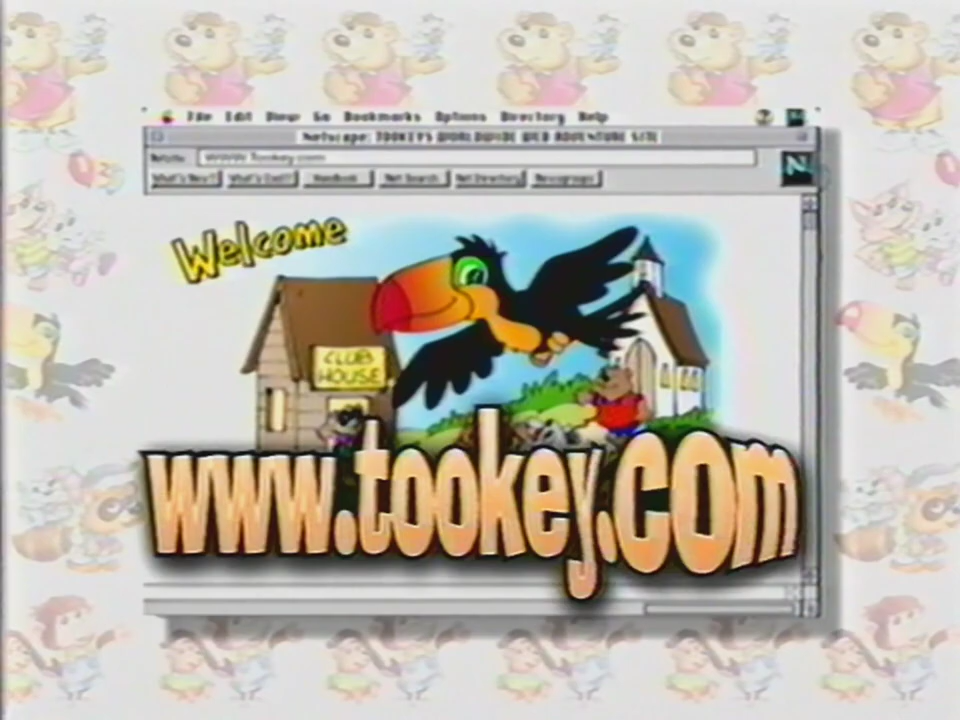 File Edit View Go Bookmarks Options Directory Help
Netscape: TOOKEYS WORLDWIDE WEB ADVENTURE SITE
www.Tookey.com
What's New? What's Cool? Handbook Net Search Net Directory Newsgroups
N
Welcome
CLUB
HOUSE
www.tookey.com